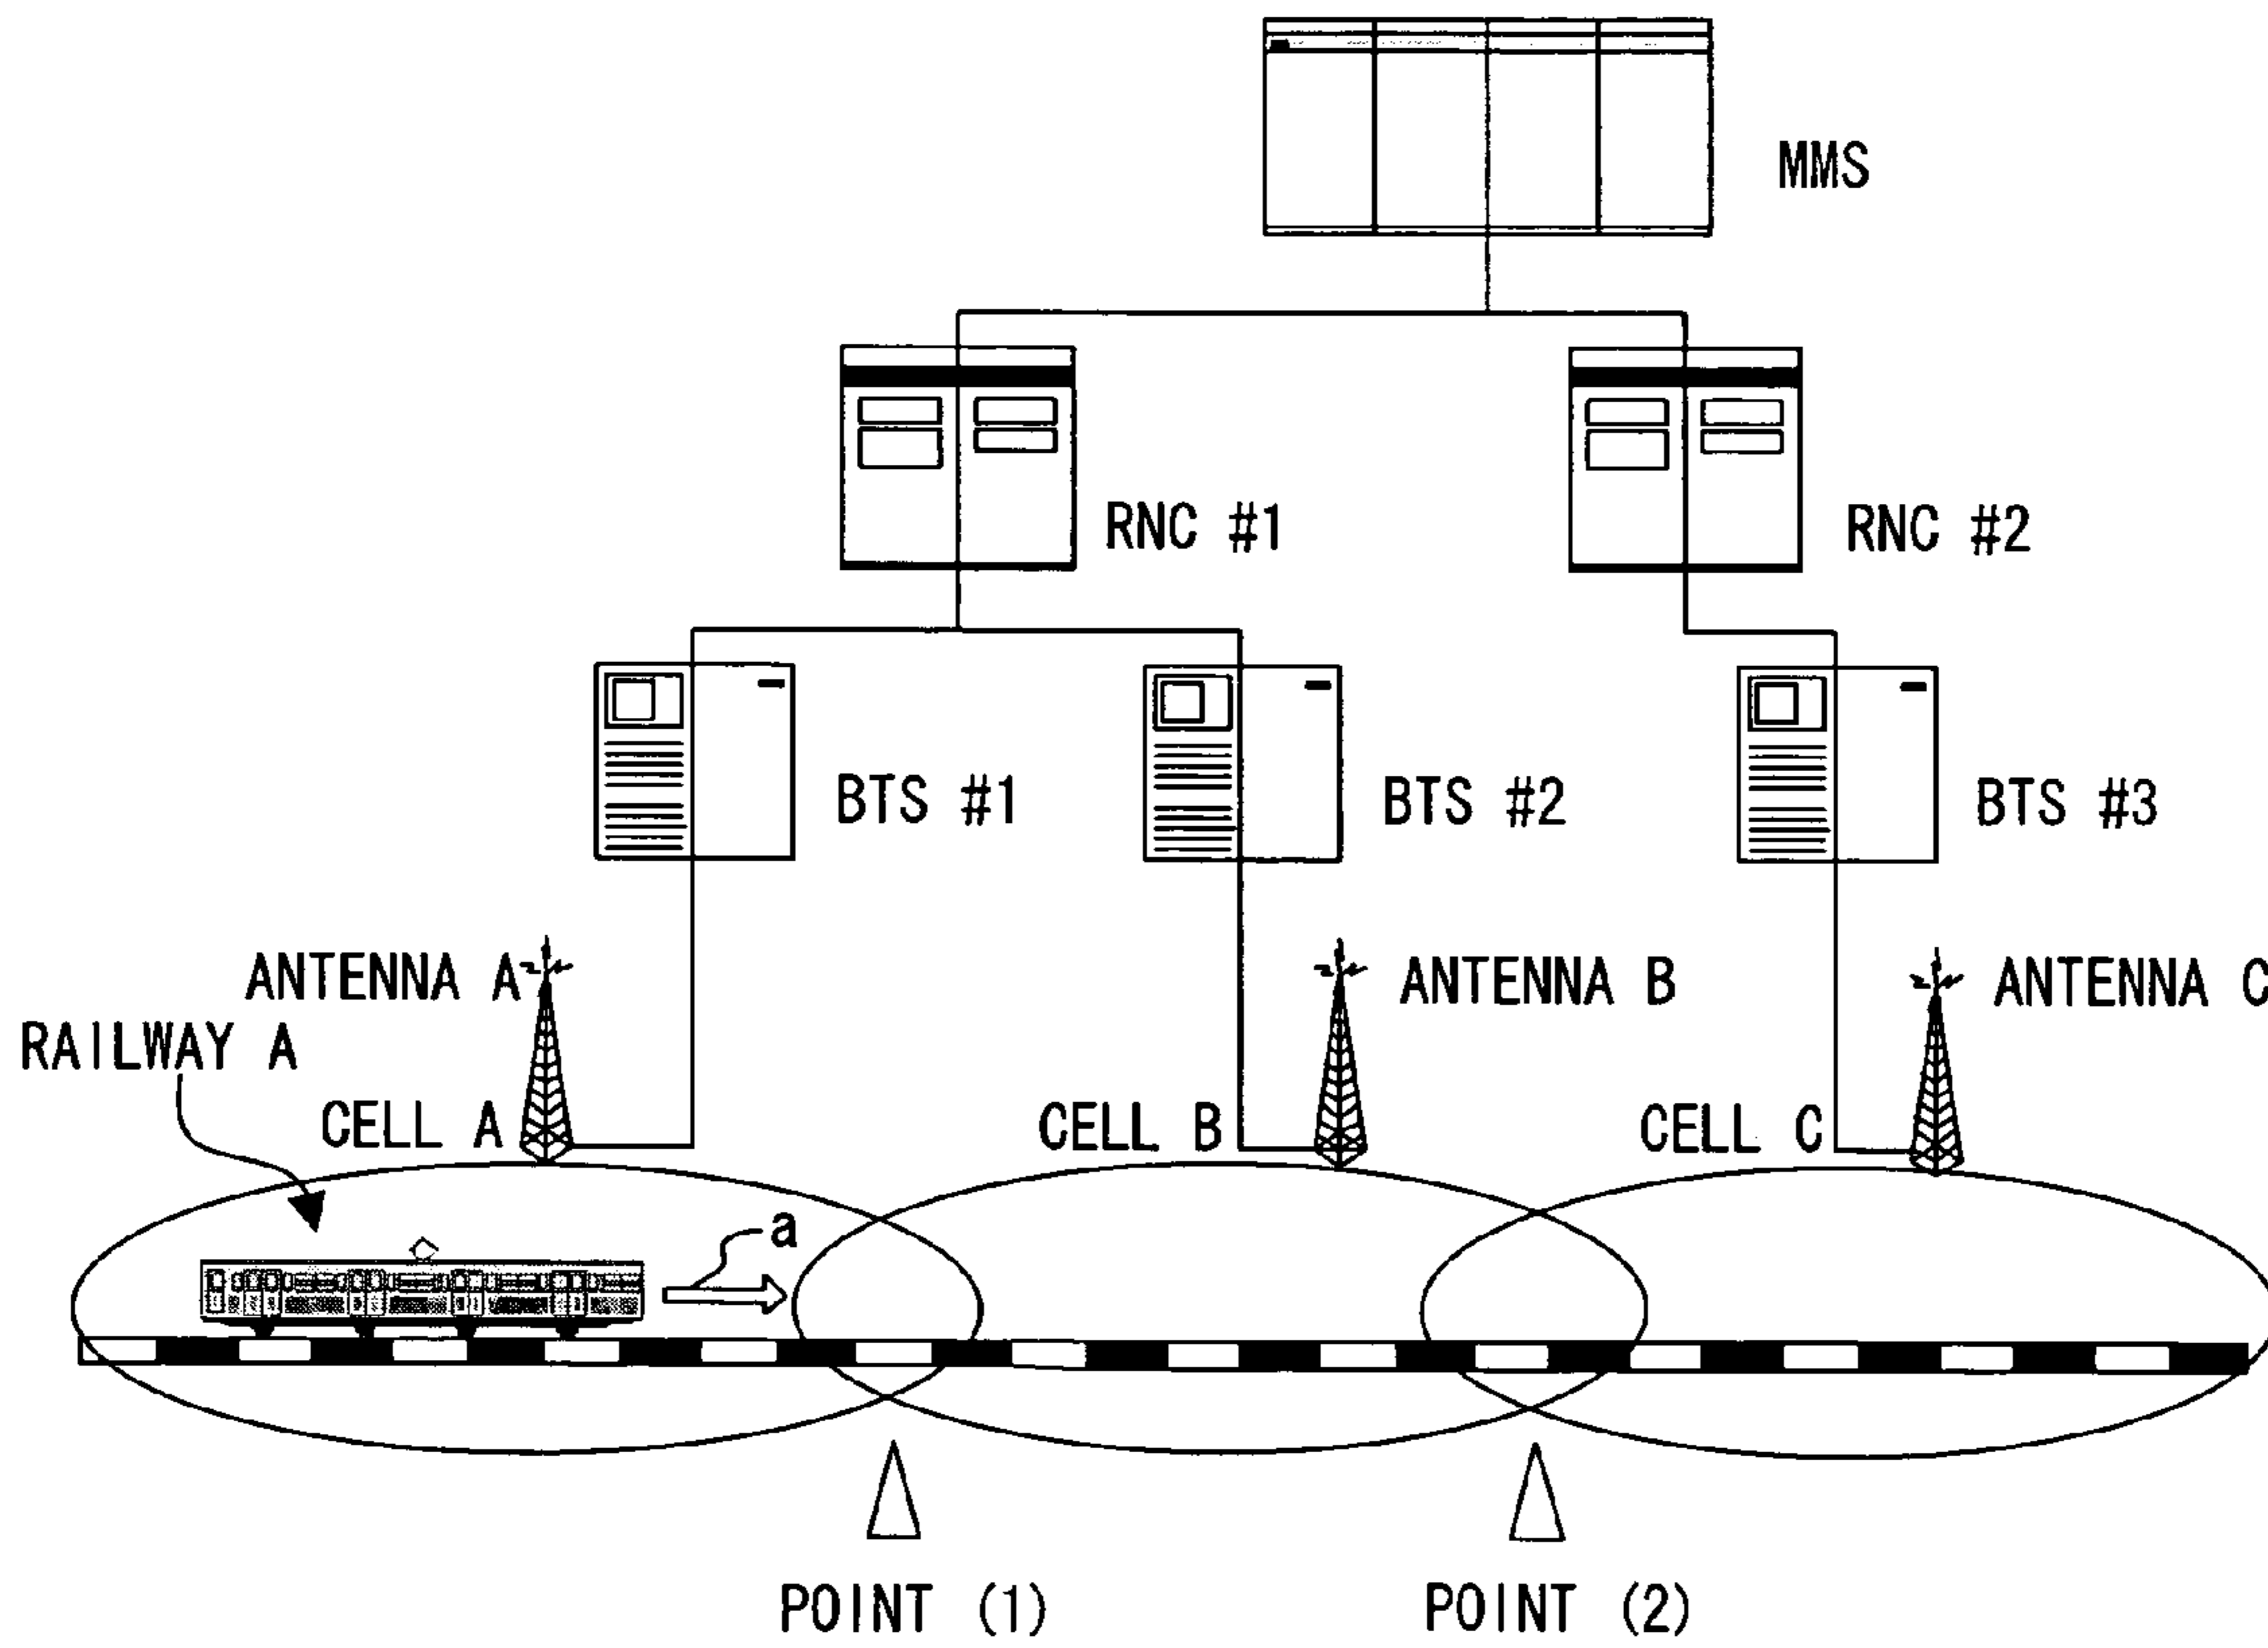 MMS
RNC #1
RNC #2
BTS #1
BTS #2
BTS #3
ANTENNA A
ANTENNA B
ANTENNA C
RAILWAY A
CELL A
CELL B
CELL C
a
POINT (1)
POINT (2)